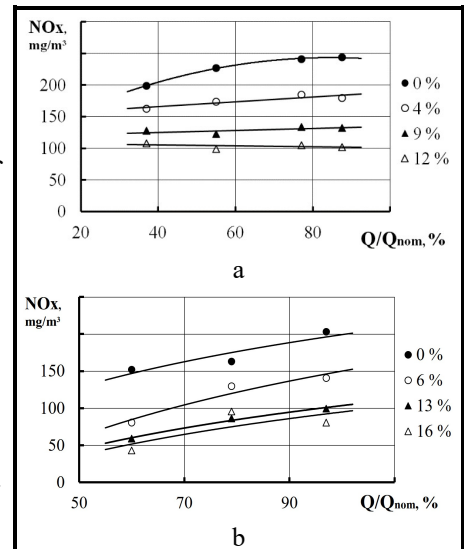 NOx,
mg/m³
200
150
100
50
0
0 %
4 %
9 %
12 %
20 40 60 80
Q/Qnom, %
a
NOx,
mg/m³
150
100
50
0
0 %
6 %
13 %
16 %
50 70 90
Q/Qnom, %
b